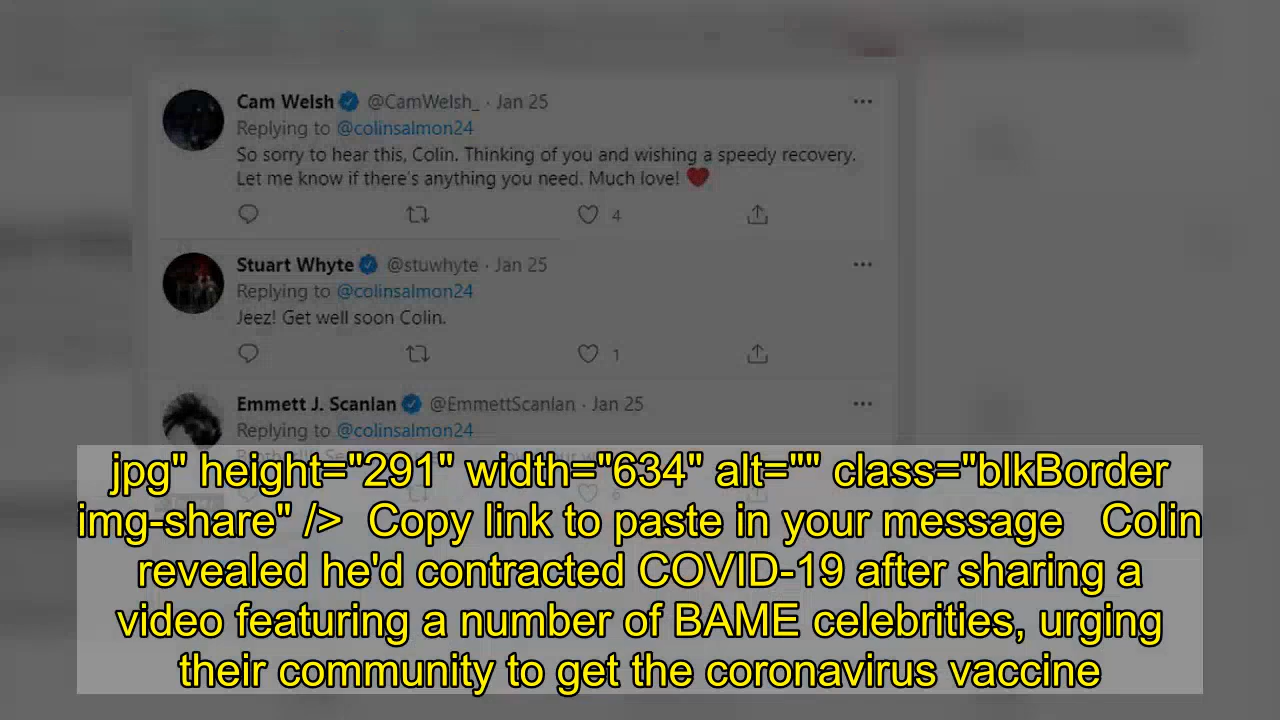 Cam Welsh @CamWelsh_ · Jan 25
Replying to @colinsalmon24
So sorry to hear this, Colin. Thinking of you and wishing a speedy recovery.
Let me know if there's anything you need. Much love!
4
Stuart Whyte @stuwhyte · Jan 25
Replying to @colinsalmon24
Jeez! Get well soon Colin.
1
Emmett J. Scanlan @EmmettScanlan · Jan 25
Replying to @colinsalmon24
jpg" height="291" width="634" alt="" class="blkBorder
img-share" /> Copy link to paste in your message Colin
revealed he'd contracted COVID-19 after sharing a
video featuring a number of BAME celebrities, urging
their community to get the coronavirus vaccine